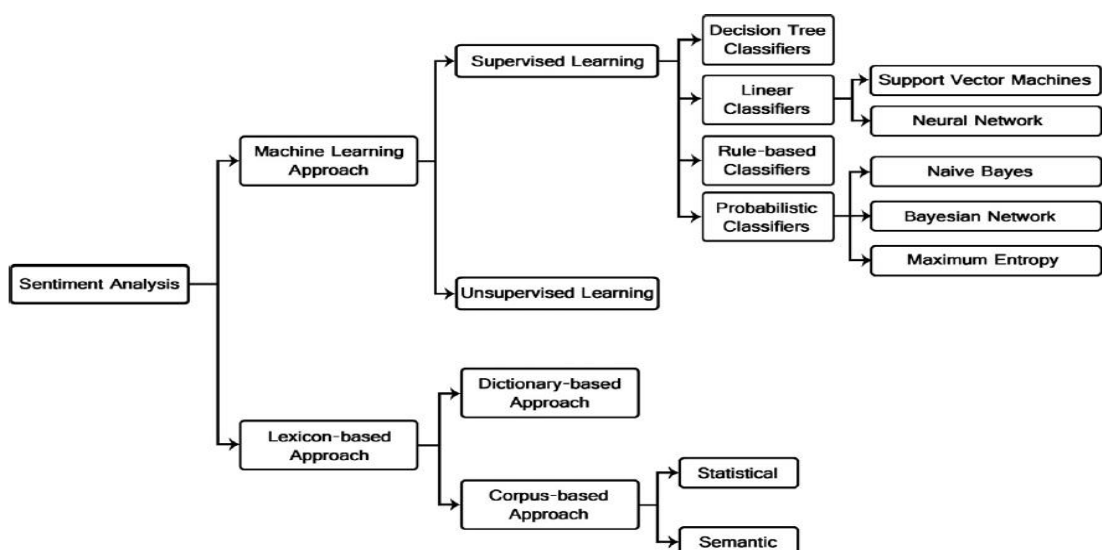 Sentiment Analysis
Machine Learning
Approach
Supervised Learning
Decision Tree
Classifiers
Linear
Classifiers
Support Vector Machines
Neural Network
Rule-based
Classifiers
Probabilistic
Classifiers
Naive Bayes
Bayesian Network
Maximum Entropy
Unsupervised Learning
Lexicon-based
Approach
Dictionary-based
Approach
Corpus-based
Approach
Statistical
Semantic